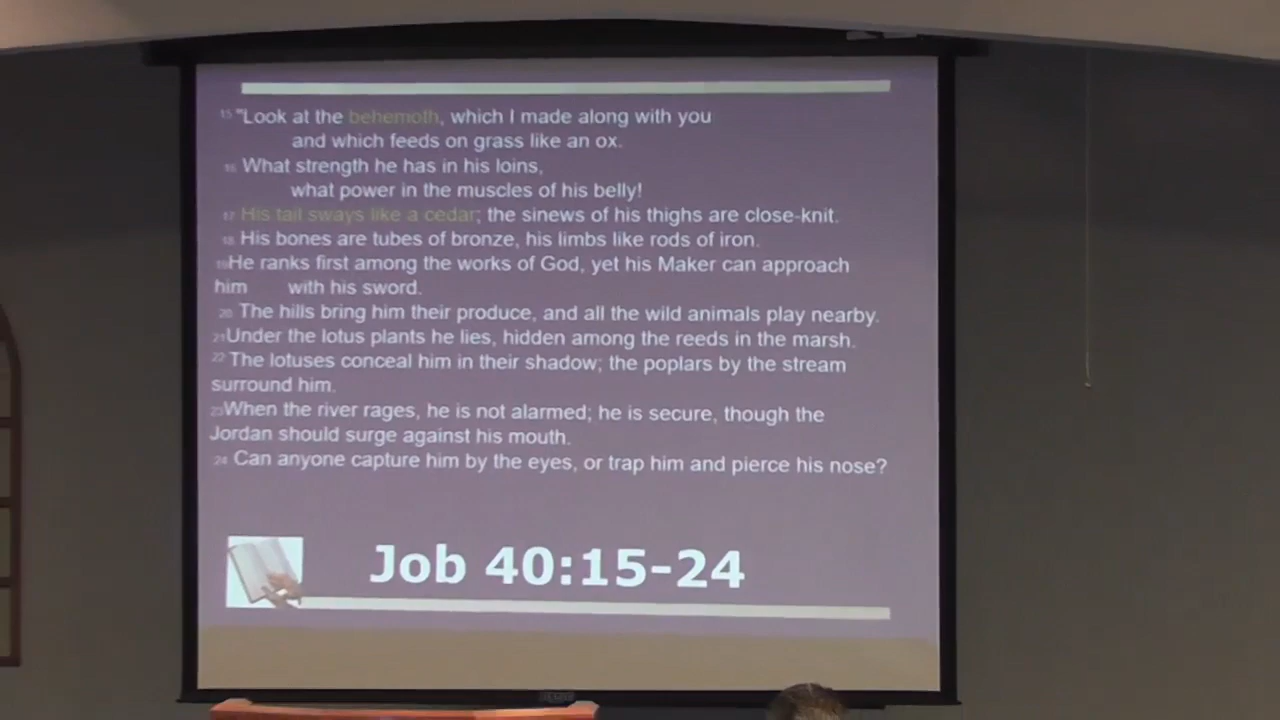 15 "Look at the behemoth, which I made along with you
and which feeds on grass like an ox.
16 What strength he has in his loins,
what power in the muscles of his belly!
17 His tail sways like a cedar; the sinews of his thighs are close-knit.
18 His bones are tubes of bronze, his limbs like rods of iron.
19 He ranks first among the works of God, yet his Maker can approach
him with his sword.
20 The hills bring him their produce, and all the wild animals play nearby.
21 Under the lotus plants he lies, hidden among the reeds in the marsh.
22 The lotuses conceal him in their shadow; the poplars by the stream
surround him.
23 When the river rages, he is not alarmed; he is secure, though the
Jordan should surge against his mouth.
24 Can anyone capture him by the eyes, or trap him and pierce his nose?
Job 40:15-24